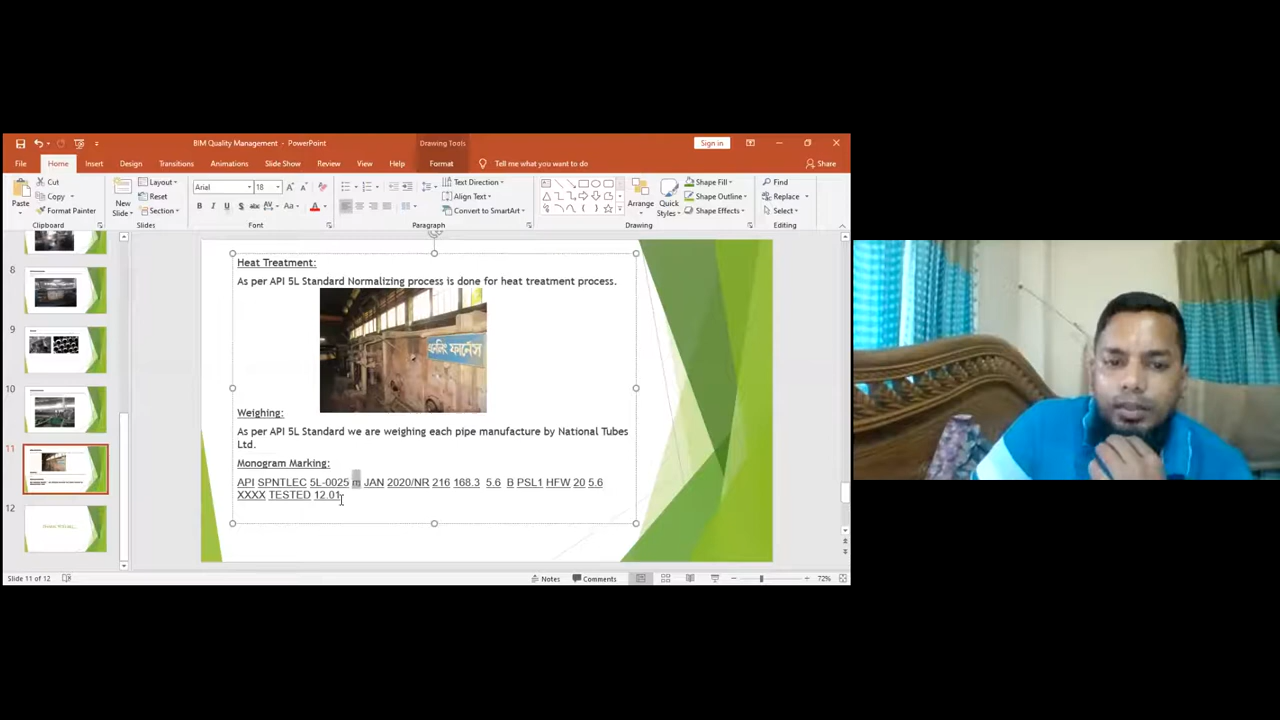 BIM Quality Management - PowerPoint
Drawing Tools
Sign in
File Home Insert Design Transitions Animations Slide Show Review View Help Format Tell me what you want to do Share
Paste
Cut
Copy
Format Painter
Clipboard
New Slide
Layout
Reset
Section
Slides
Arial 18
Font
Paragraph
Text Direction
Align Text
Convert to SmartArt
Arrange
Quick Styles
Shape Fill
Shape Outline
Shape Effects
Drawing
Find
Replace
Select
Editing
8
9
10
11
12
Heat Treatment:
As per API 5L Standard Normalizing process is done for heat treatment process.
এনলিং ফার্নেস
Weighing:
As per API 5L Standard we are weighing each pipe manufacture by National Tubes
Ltd.
Monogram Marking:
API SPNTLEC 5L-0025 m JAN 2020/NR 216 168.3 5.6 B PSL1 HFW 20 5.6
XXXX TESTED 12.01
Slide 11 of 12
Notes
Comments
72%